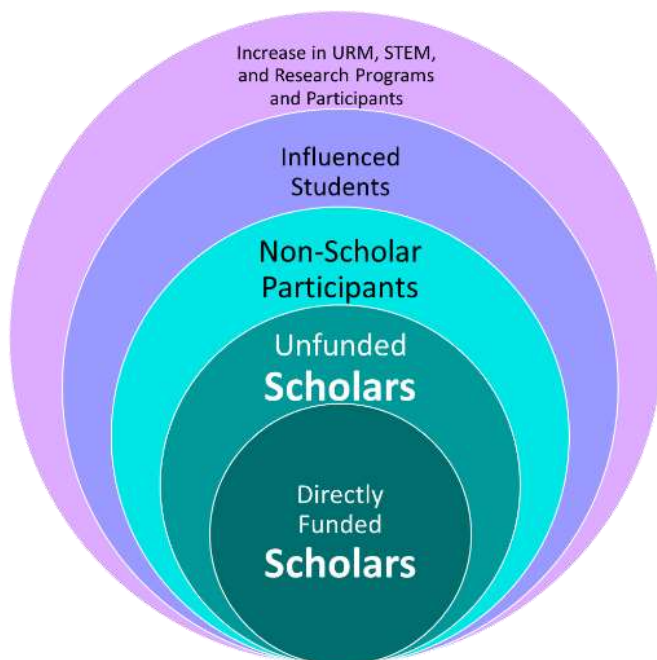 Increase in URM, STEM,
and Research Programs
and Participants
Influenced
Students
Non-Scholar
Participants
Unfunded
Scholars
Directly
Funded
Scholars